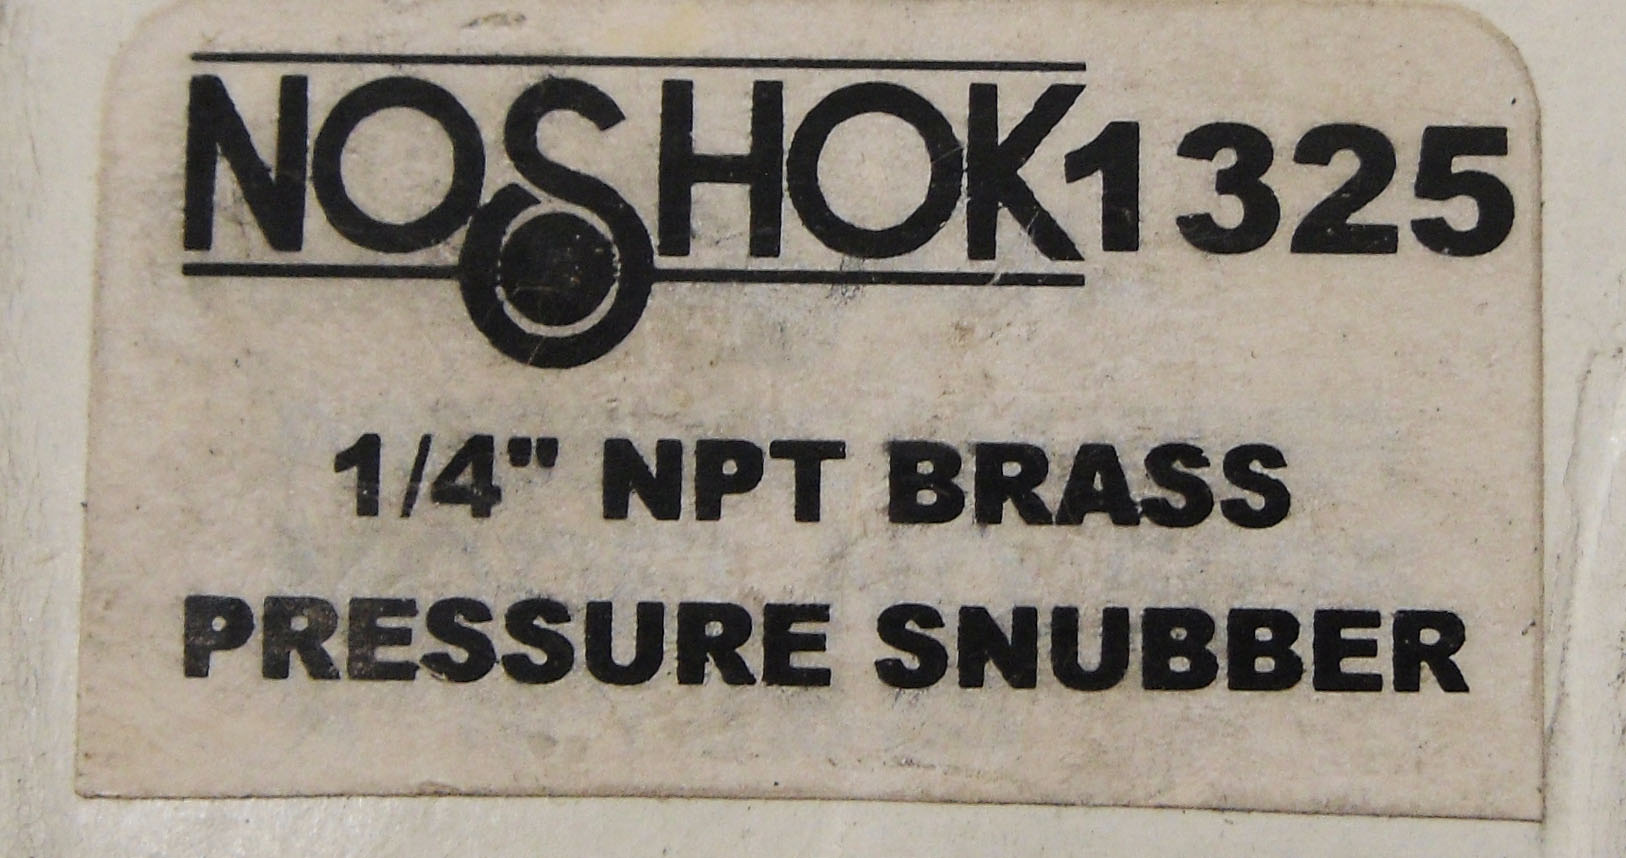 NOSHOK 1325
1/4" NPT BRASS
PRESSURE SNUBBER